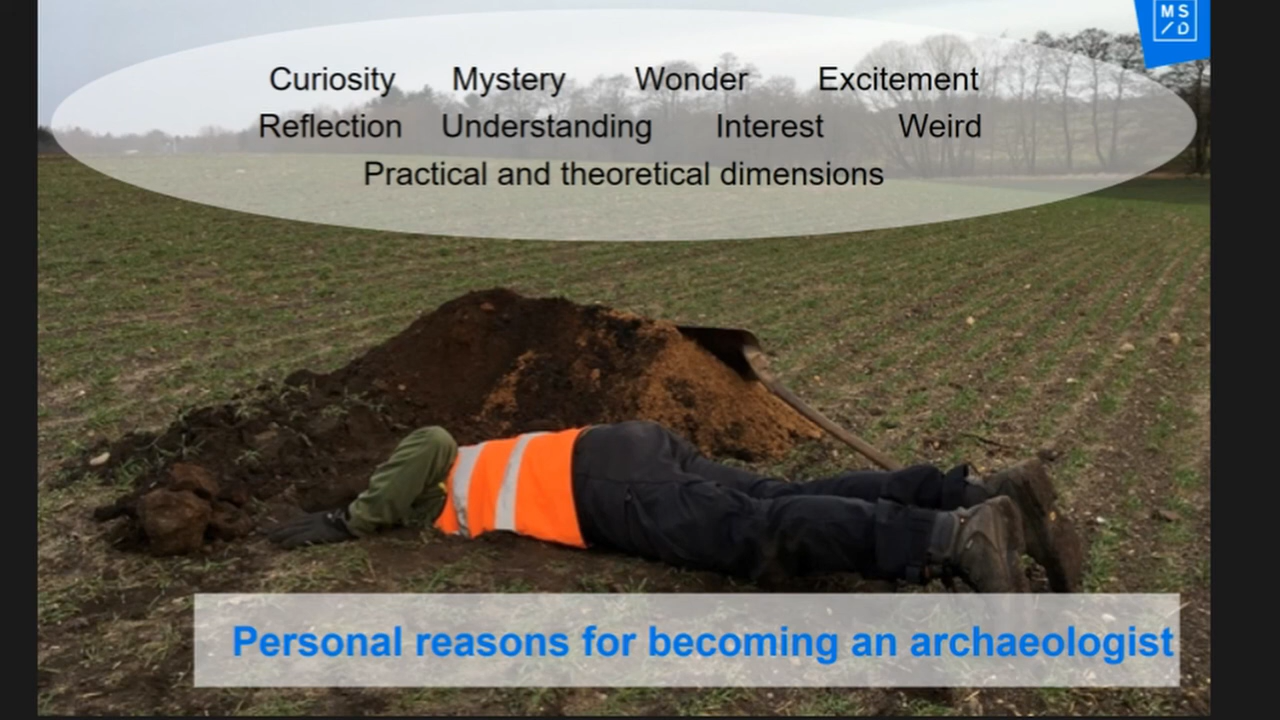 MS
/D
Curiosity Mystery Wonder Excitement
Reflection Understanding Interest Weird
Practical and theoretical dimensions
Personal reasons for becoming an archaeologist